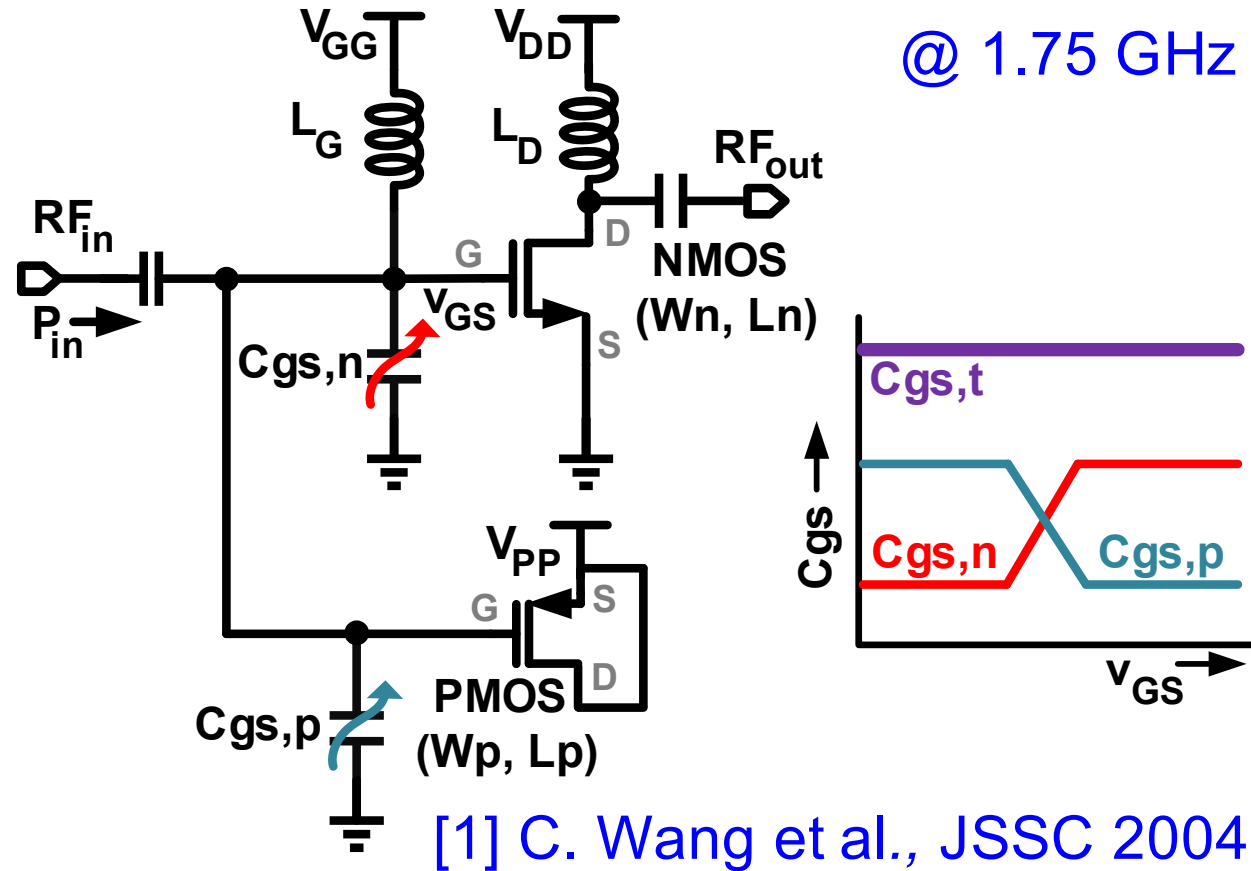 V_GG
V_DD
@ 1.75 GHz
L_G
L_D
RF_out
RF_in
G
D
NMOS
(Wn, Ln)
P_in
v_GS
S
Cgs,n
Cgs,t
Cgs
Cgs,n
Cgs,p
v_GS
V_PP
G
S
D
PMOS
(Wp, Lp)
Cgs,p
[1] C. Wang et al., JSSC 2004